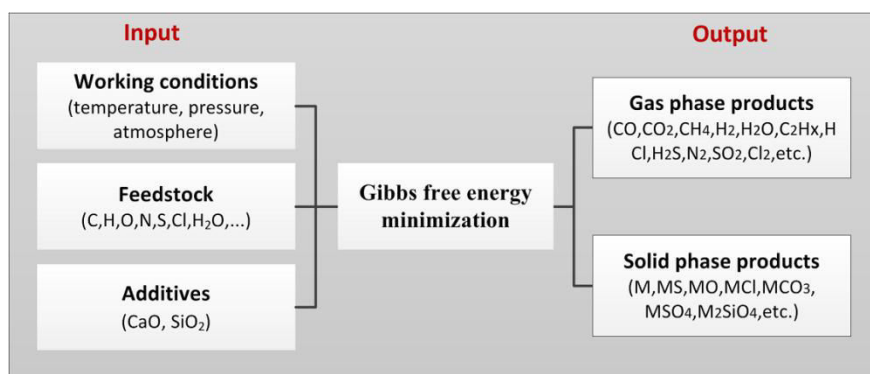 Input
Output
Working conditions
(temperature, pressure,
atmosphere)
Feedstock
(C,H,O,N,S,Cl,H₂O,...)
Additives
(CaO, SiO₂)
Gibbs free energy
minimization
Gas phase products
(CO,CO₂,CH₄,H₂,H₂O,C₂Hx,H
Cl,H₂S,N₂,SO₂,Cl₂,etc.)
Solid phase products
(M,MS,MO,MCl,MCO₃,
MSO₄,M₂SiO₄,etc.)